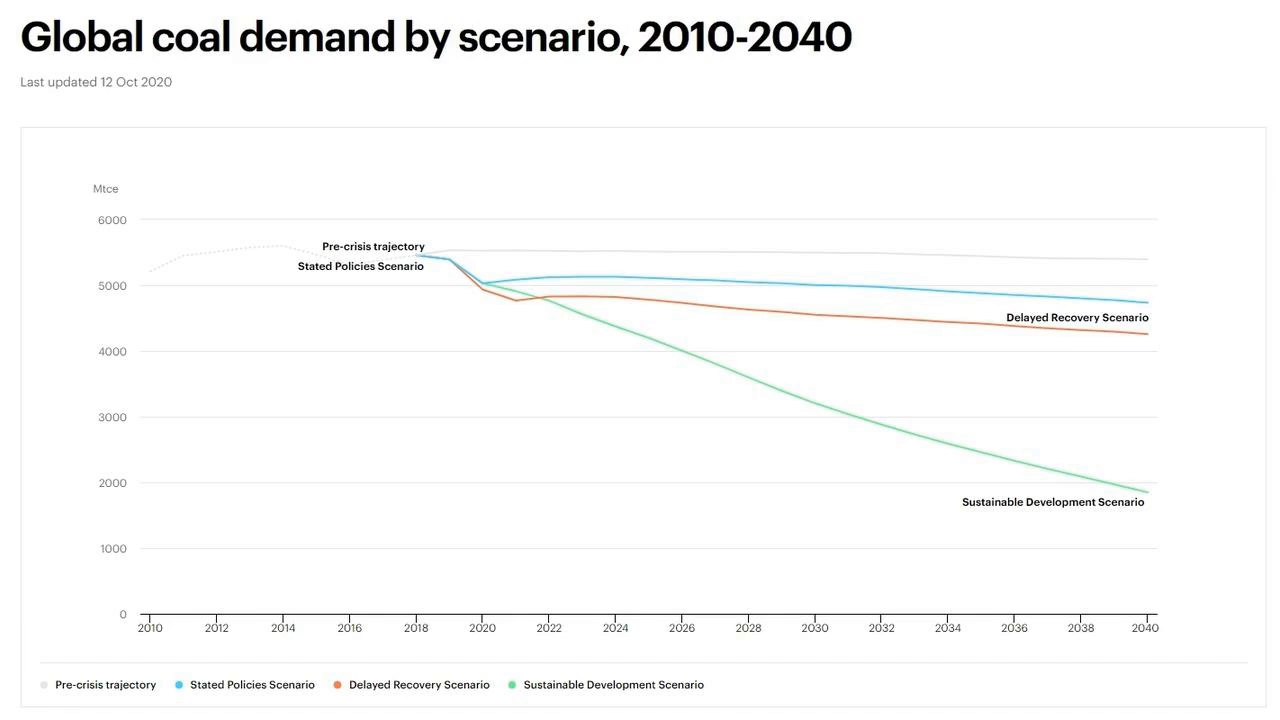 Global coal demand by scenario, 2010-2040
Last updated 12 Oct 2020
Mtce
6000
Pre-crisis trajectory
Stated Policies Scenario
5000
Delayed Recovery Scenario
4000
3000
2000
Sustainable Development Scenario
1000
0
2010 2012 2014 2016 2018 2020 2022 2024 2026 2028 2030 2032 2034 2036 2038 2040
Pre-crisis trajectory Stated Policies Scenario Delayed Recovery Scenario Sustainable Development Scenario